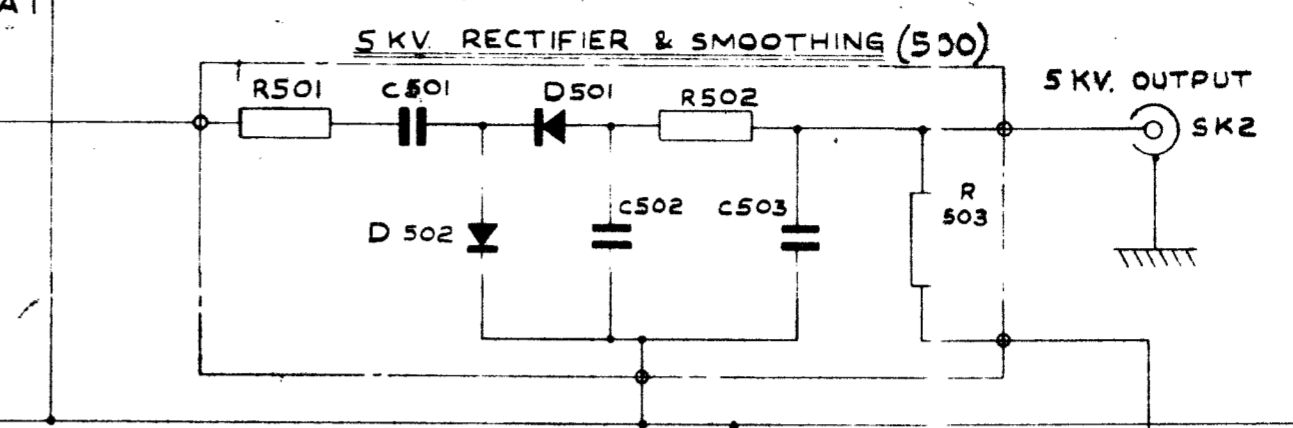 5 KV. RECTIFIER & SMOOTHING (500)
5 KV. OUTPUT
R501
C501
D501
R502
SK2
D 502
C502
C503
R
503